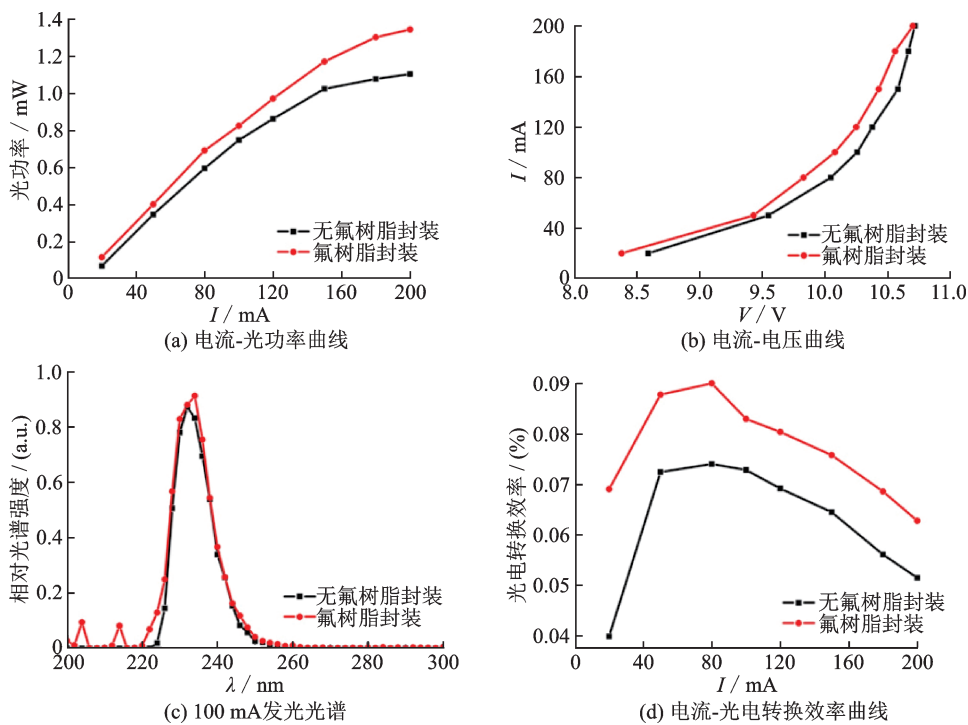 光功率 / mW
1.4
1.2
1.0
0.8
0.6
0.4
0.2
0
无氟树脂封装
氟树脂封装
0 40 80 120 160 200
I / mA
(a) 电流-光功率曲线
I / mA
200
160
120
80
40
0
无氟树脂封装
氟树脂封装
8.0 8.5 9.0 9.5 10.0 10.5 11.0
V / V
(b) 电流-电压曲线
相对光谱强度 / (a.u.)
1.0
0.8
0.6
0.4
0.2
0
无氟树脂封装
氟树脂封装
200 220 240 260 280 300
λ / nm
(c) 100 mA发光光谱
光电转换效率 / (%)
0.09
0.08
0.07
0.06
0.05
0.04
无氟树脂封装
氟树脂封装
0 40 80 120 160 200
I / mA
(d) 电流-光电转换效率曲线